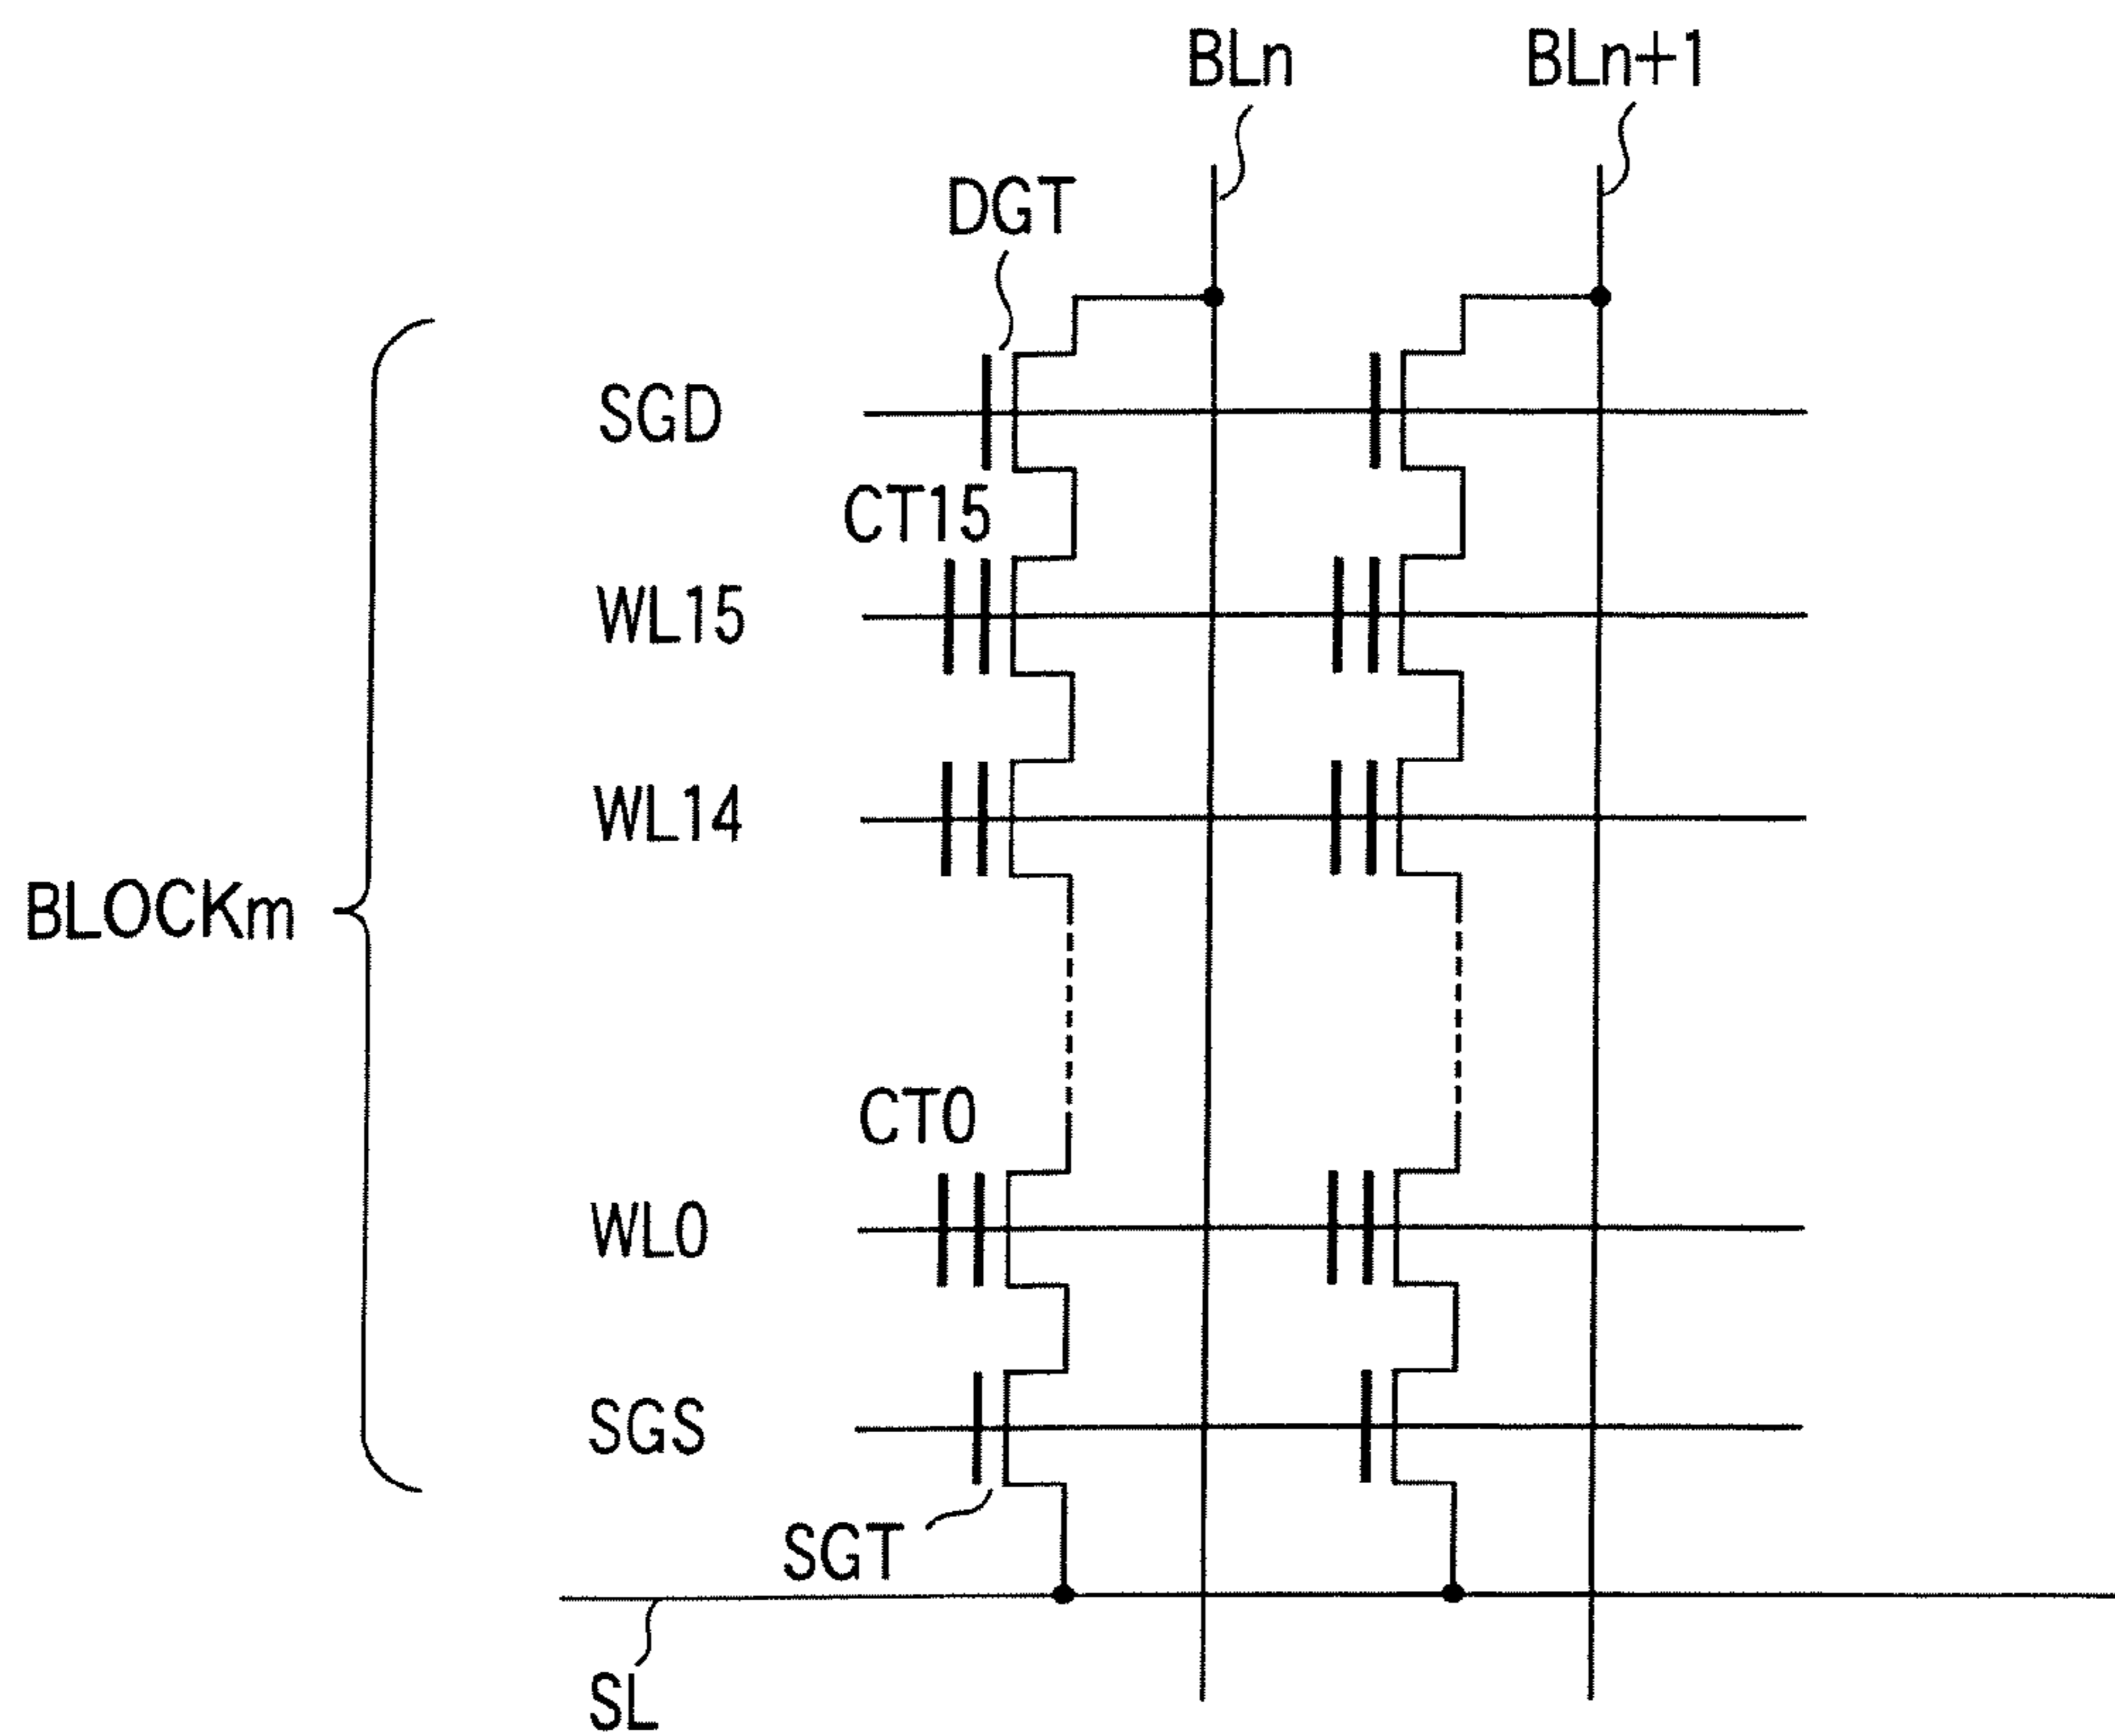 BLn
BLn+1
DGT
SGD
CT15
WL15
WL14
BLOCKm
CT0
WL0
SGS
SGT
SL